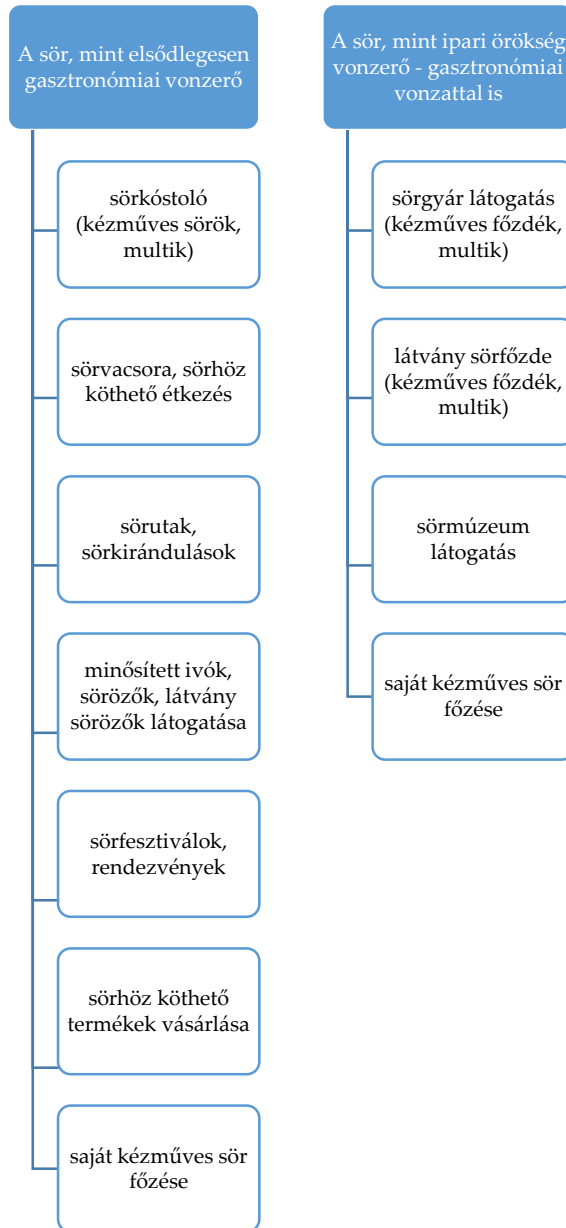 A sör, mint elsődlegesen
gasztronómiai vonzerő
sörkóstoló
(kézműves sörök,
multik)
sörvacsora, sörhöz
köthető étkezés
sörutak,
sörkirándulások
minősített ivók,
sörözők, látvány
sörözők látogatása
sörfesztiválok,
rendezvények
sörhöz köthető
termékek vásárlása
saját kézműves sör
főzése
A sör, mint ipari örökség
vonzerő - gasztronómiai
vonzattal is
sörgyár látogatás
(kézműves főzdék,
multik)
látvány sörfőzde
(kézműves főzdék,
multik)
sörmúzeum
látogatás
saját kézműves sör
főzése